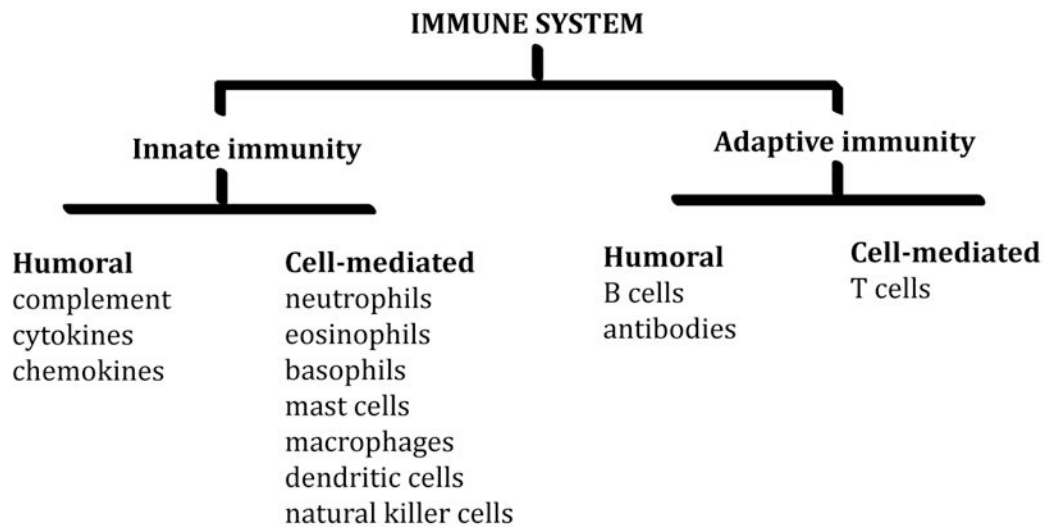 IMMUNE SYSTEM
Innate immunity
Adaptive immunity
Humoral
complement
cytokines
chemokines
Cell-mediated
neutrophils
eosinophils
basophils
mast cells
macrophages
dendritic cells
natural killer cells
Humoral
B cells
antibodies
Cell-mediated
T cells